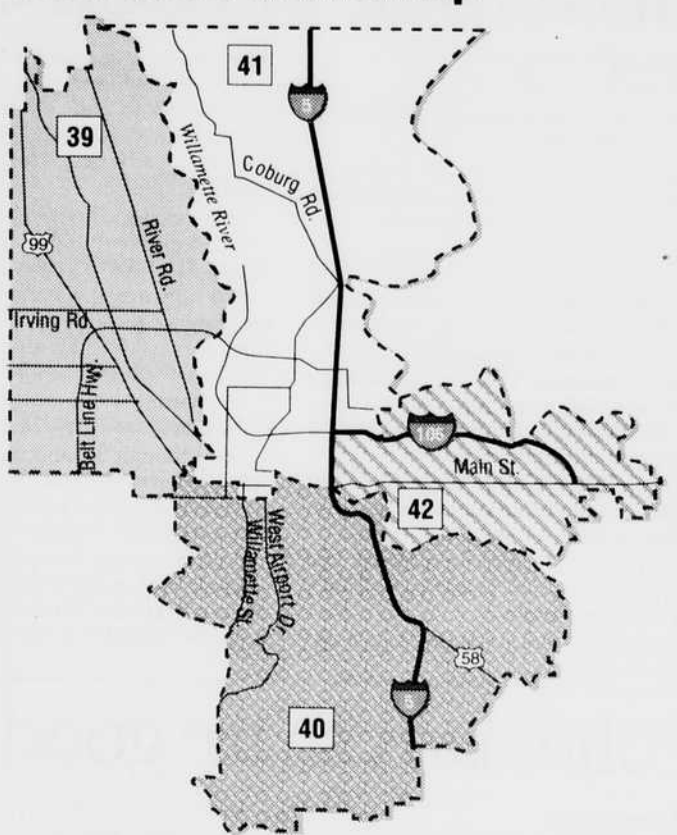 41
5
39
Willamette River
Coburg Rd.
River Rd.
99
Irving Rd.
Belt Line Hwy.
105
Main St.
42
West Airport Dr.
Willamette St.
58
40